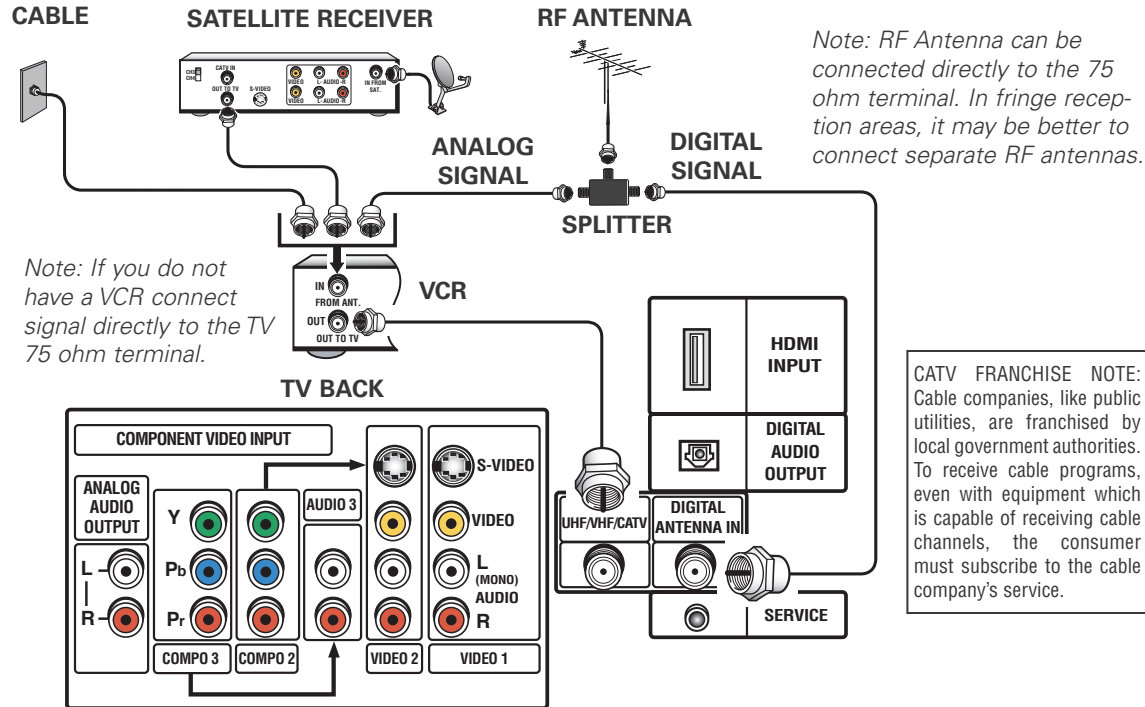 CABLE
SATELLITE RECEIVER
RF ANTENNA
Note: RF Antenna can be
connected directly to the 75
ohm terminal. In fringe recep-
tion areas, it may be better to
connect separate RF antennas.
CH3
CH4
CATV IN
OUT TO TV
S-VIDEO
VIDEO
L- AUDIO -R
VIDEO
L- AUDIO -R
IN FROM
SAT.
ANALOG
SIGNAL
DIGITAL
SIGNAL
SPLITTER
Note: If you do not
have a VCR connect
signal directly to the TV
75 ohm terminal.
IN
FROM ANT.
OUT
OUT TO TV
VCR
TV BACK
HDMI
INPUT
DIGITAL
AUDIO
OUTPUT
UHF/VHF/CATV
DIGITAL
ANTENNA IN
SERVICE
COMPONENT VIDEO INPUT
ANALOG
AUDIO
OUTPUT
L
R
Y
Pb
Pr
AUDIO 3
S-VIDEO
VIDEO
L
(MONO)
AUDIO
R
COMPO 3
COMPO 2
VIDEO 2
VIDEO 1
CATV FRANCHISE NOTE:
Cable companies, like public
utilities, are franchised by
local government authorities.
To receive cable programs,
even with equipment which
is capable of receiving cable
channels, the consumer
must subscribe to the cable
company's service.